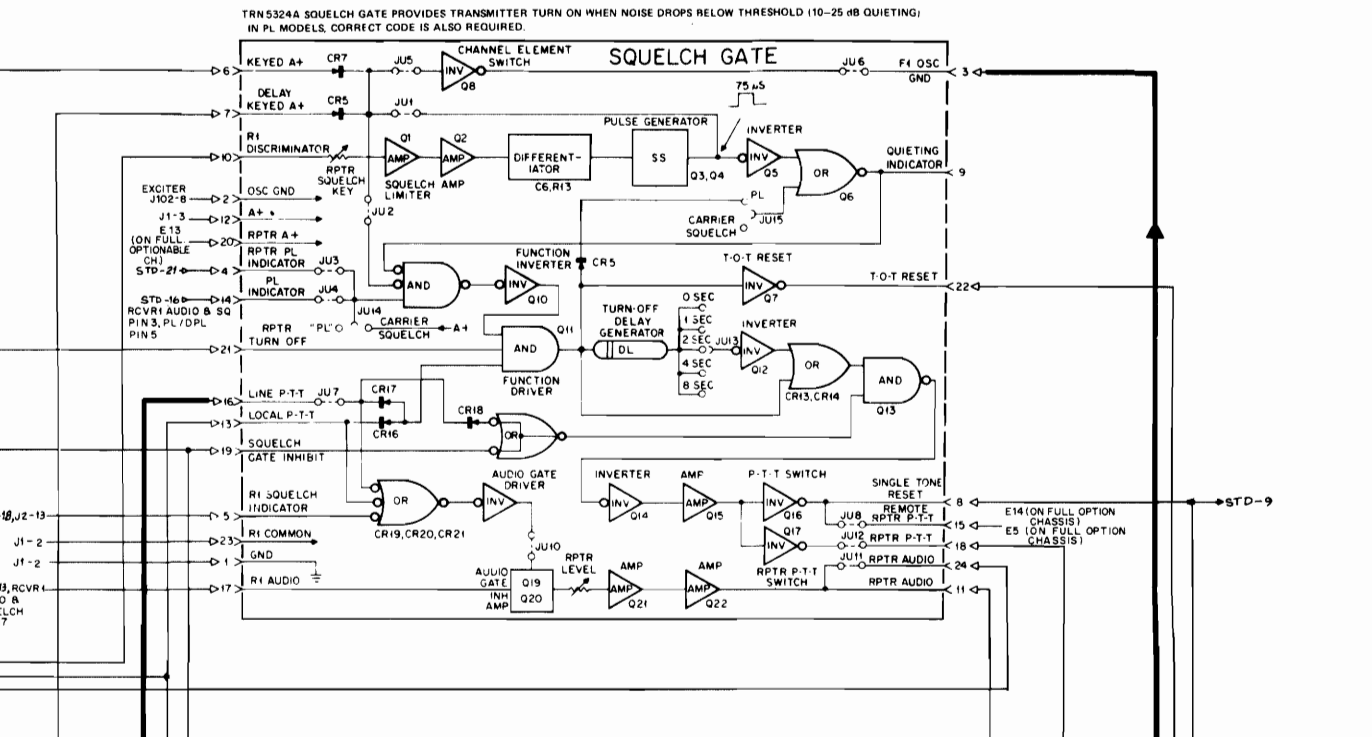 TRN5324A SQUELCH GATE PROVIDES TRANSMITTER TURN ON WHEN NOISE DROPS BELOW THRESHOLD (10-25 dB QUIETING)
IN PL MODELS, CORRECT CODE IS ALSO REQUIRED.
SQUELCH GATE
6 KEYED A+ CR7 JU5 INV Q8
CHANNEL ELEMENT
SWITCH
JU6 F1 OSC
GND
3
7 DELAY
KEYED A+ CR5 JU1
75 µS
10 R1
DISCRIMINATOR
RPTR
SQUELCH
KEY
Q1 AMP
SQUELCH
LIMITER
Q2 AMP
AMP
DIFFERENT-
IATOR
C6,R13
PULSE GENERATOR
SS
Q3,Q4
INVERTER
INV
Q5
OR
Q6
QUIETING
INDICATOR
9
EXCITER
J102-8
2 OSC GND
J1-3
12 A+
E13
(ON FULL
OPTIONABLE
CH.)
20 RPTR A+
STD-21
4 RPTR PL
INDICATOR JU3
STD-16
14 PL
INDICATOR JU4
RCVR1 AUDIO & SQ
PIN3, PL/DPL
PIN5
JU2
JU14
RPTR "PL"
CARRIER
SQUELCH
A+
PL
CARRIER
SQUELCH
JU15
AND
FUNCTION
INVERTER
INV
Q10
CR5
T.O.T RESET
INV
Q7
T.O.T RESET
22
21 TURN OFF
AND
Q11
FUNCTION
DRIVER
TURN-OFF
DELAY
GENERATOR
DL
0 SEC
1 SEC
2 SEC
4 SEC
8 SEC
JU13
INVERTER
INV
Q12
OR
CR13,CR14
AND
Q13
16 LINE P-T-T JU7
CR17
13 LOCAL P-T-T
CR16
CR18
OR
19 SQUELCH
GATE INHIBIT
OR
CR19,CR20,CR21
AUDIO GATE
DRIVER
INV
JU10
INVERTER
INV
Q14
AMP
AMP
Q15
P-T-T SWITCH
INV
Q16
Q17
INV
RPTR P-T-T
SWITCH
SINGLE TONE
RESET
8
STD-9
REMOTE
RPTR P-T-T
JU8
15
E14(ON FULL OPTION
CHASSIS)
E5 (ON FULL OPTION
CHASSIS)
JU12 RPTR P-T-T
18
JU11 RPTR AUDIO
24
RPTR AUDIO
11
18,J2-13
5 R1 SQUELCH
INDICATOR
J1-2
23 R1 COMMON
J1-2
1 GND
3,RCVR1
O &
ELCH
7
17 R1 AUDIO
AUDIO
GATE
INH
AMP
Q19
Q20
RPTR
LEVEL
AMP
AMP
Q21
AMP
AMP
Q22